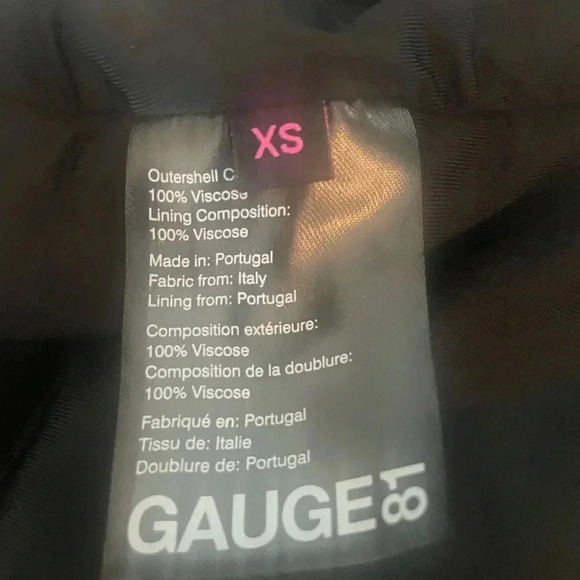 XS
Outershell C
100% Viscose
Lining Composition:
100% Viscose
Made in: Portugal
Fabric from: Italy
Lining from: Portugal
Composition extérieure:
100% Viscose
Composition de la doublure:
100% Viscose
Fabriqué en: Portugal
Tissu de: Italie
Doublure de: Portugal
GAUGE81